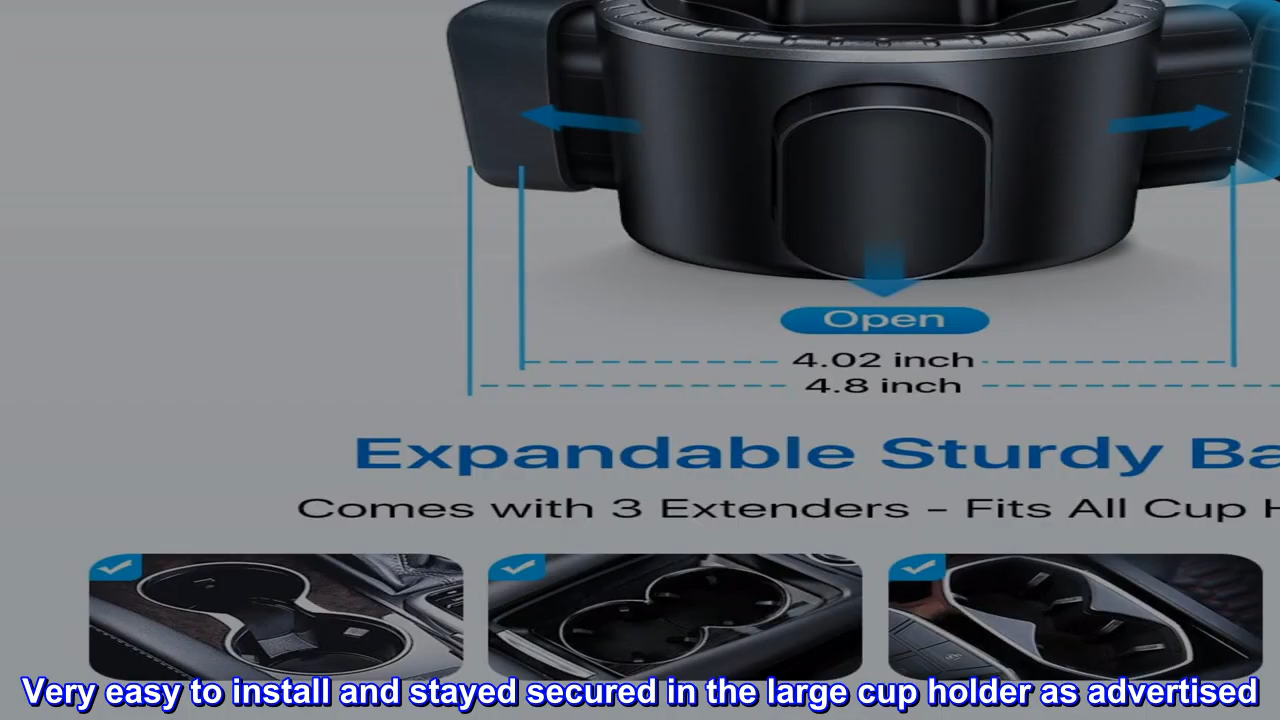 Open
4.02 inch
4.8 inch
Expandable Sturdy
Comes with 3 Extenders – Fits All Cup
Very easy to install and stayed secured in the large cup holder as advertised